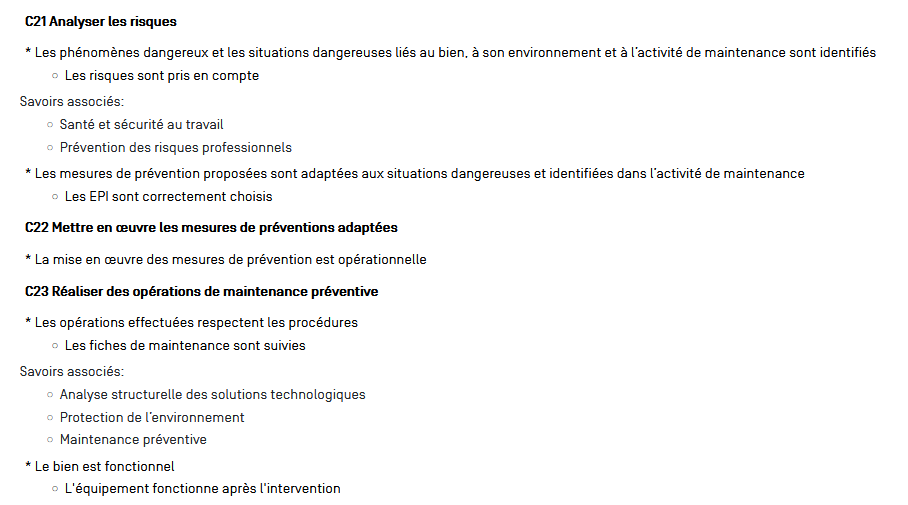 C21 Analyser les risques
* Les phénomènes dangereux et les situations dangereuses liés au bien, à son environnement et à l'activité de maintenance sont identifiés
○ Les risques sont pris en compte
Savoirs associés:
○ Santé et sécurité au travail
○ Prévention des risques professionnels
* Les mesures de prévention proposées sont adaptées aux situations dangereuses et identifiées dans l'activité de maintenance
○ Les EPI sont correctement choisis
C22 Mettre en œuvre les mesures de préventions adaptées
* La mise en œuvre des mesures de prévention est opérationnelle
C23 Réaliser des opérations de maintenance préventive
* Les opérations effectuées respectent les procédures
○ Les fiches de maintenance sont suivies
Savoirs associés:
○ Analyse structurelle des solutions technologiques
○ Protection de l'environnement
○ Maintenance préventive
* Le bien est fonctionnel
○ L'équipement fonctionne après l'intervention